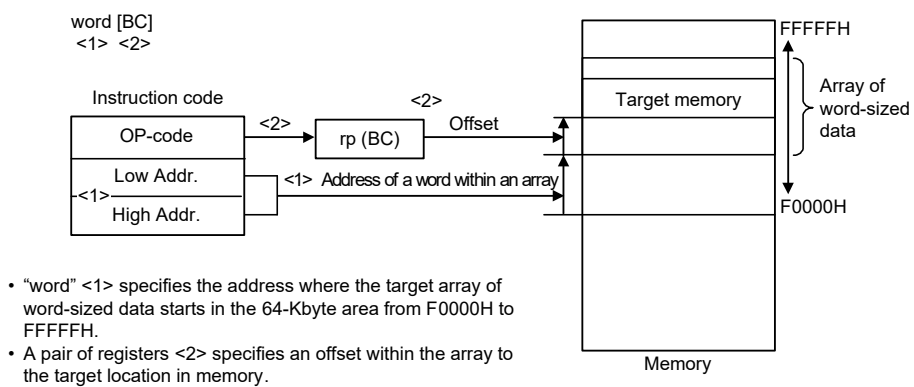 word [BC]
<1> <2>
Instruction code
OP-code
Low Addr.
<1>
High Addr.
<2>
rp (BC)
<2>
Offset
<1> Address of a word within an array
Target memory
FFFFFH
Array of
word-sized
data
F0000H
Memory
• “word” <1> specifies the address where the target array of
word-sized data starts in the 64-Kbyte area from F0000H to
FFFFFH.
• A pair of registers <2> specifies an offset within the array to
the target location in memory.